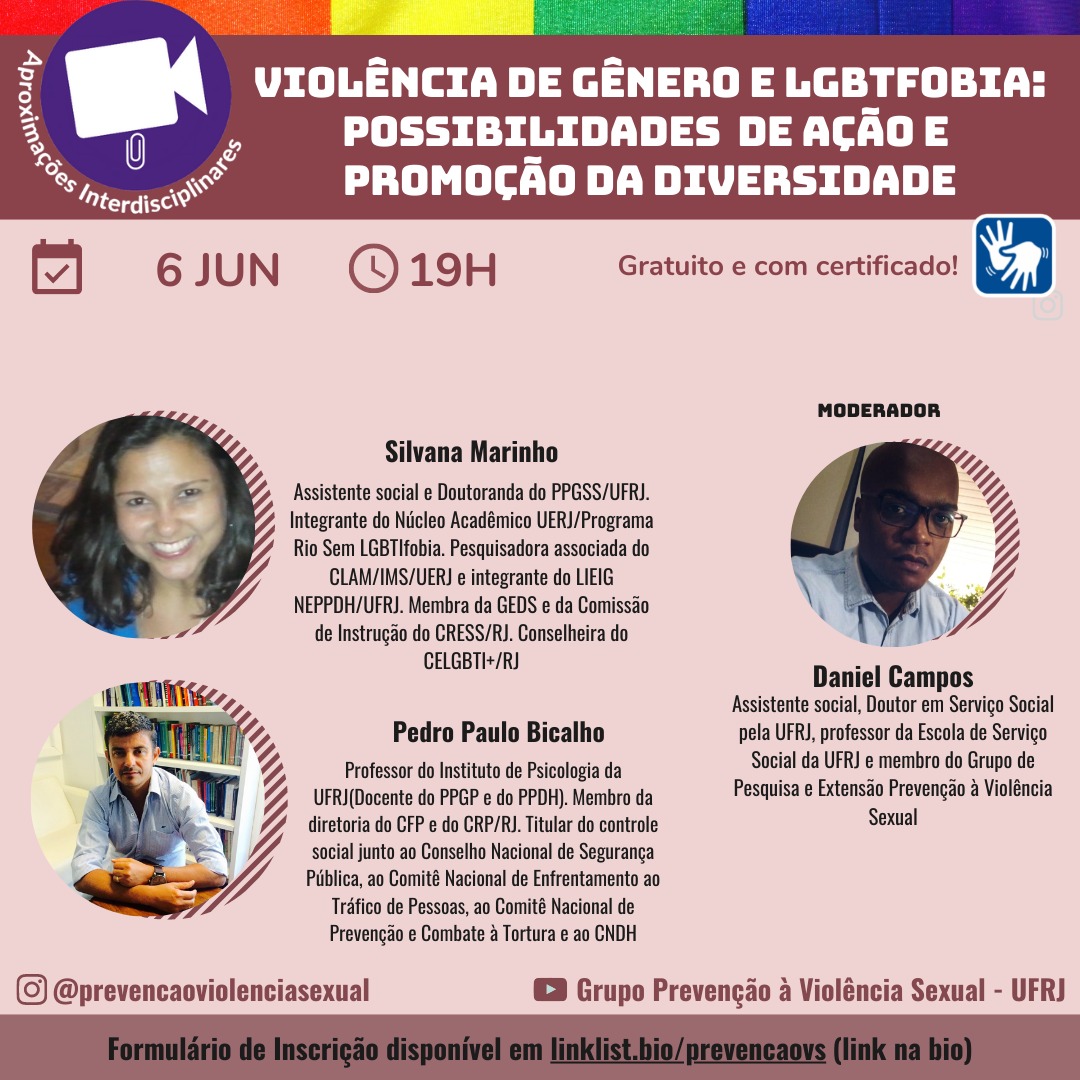 Aproximações Interdisciplinares
VIOLÊNCIA DE GÊNERO E LGBTFOBIA:
POSSIBILIDADES DE AÇÃO E
PROMOÇÃO DA DIVERSIDADE
6 JUN
19H
Gratuito e com certificado!
Silvana Marinho
Assistente social e Doutoranda do PPGSS/UFRJ.
Integrante do Núcleo Acadêmico UERJ/Programa
Rio Sem LGBTIfobia. Pesquisadora associada do
CLAM/IMS/UERJ e integrante do LIEIG
NEPPDH/UFRJ. Membra da GEDS e da Comissão
de Instrução do CRESS/RJ. Conselheira do
CELGBTI+/RJ
Pedro Paulo Bicalho
Professor do Instituto de Psicologia da
UFRJ(Docente do PPGP e do PPDH). Membro da
diretoria do CFP e do CRP/RJ. Titular do controle
social junto ao Conselho Nacional de Segurança
Pública, ao Comitê Nacional de Enfrentamento ao
Tráfico de Pessoas, ao Comitê Nacional de
Prevenção e Combate à Tortura e ao CNDH
MODERADOR
Daniel Campos
Assistente social, Doutor em Serviço Social
pela UFRJ, professor da Escola de Serviço
Social da UFRJ e membro do Grupo de
Pesquisa e Extensão Prevenção à Violência
Sexual
@prevencaoviolenciasexual
Grupo Prevenção à Violência Sexual - UFRJ
Formulário de Inscrição disponível em linklist.bio/prevencaovs (link na bio)